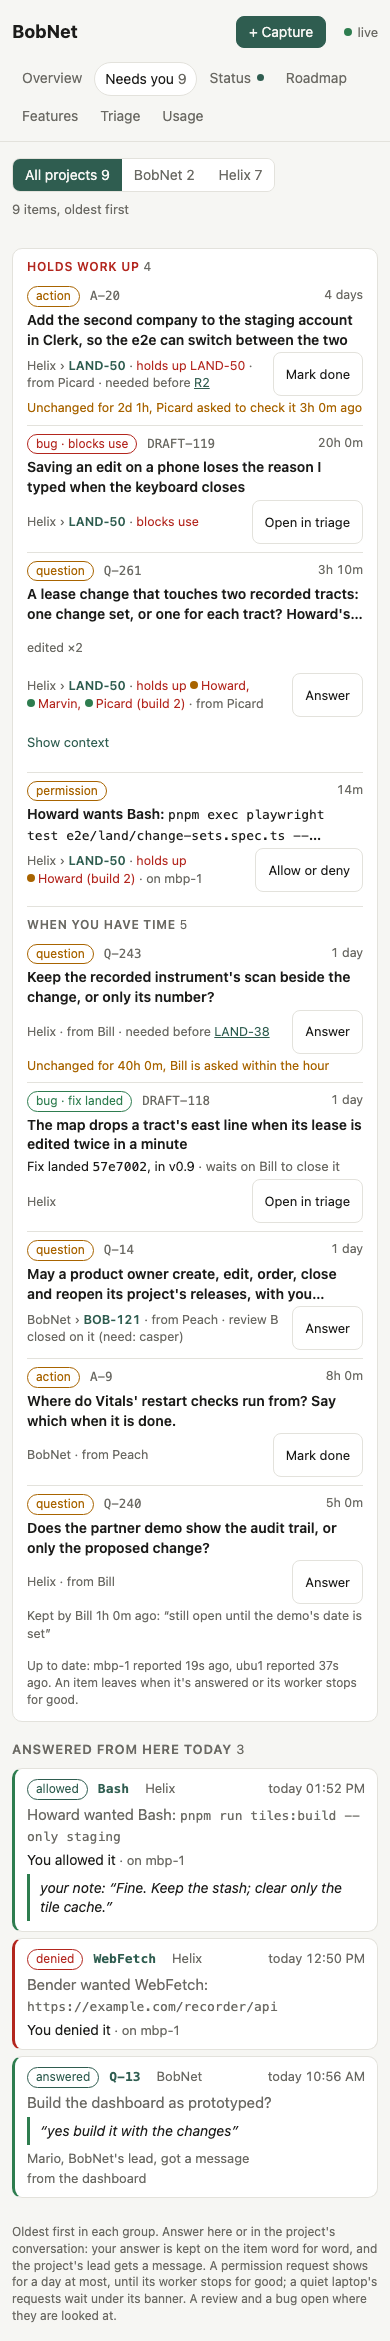 BobNet
+ Capture
live
Overview
Needs you 9
Status
Roadmap
Features
Triage
Usage
All projects 9
BobNet 2
Helix 7
9 items, oldest first
HOLDS WORK UP 4
action A-20 4 days
Add the second company to the staging account
in Clerk, so the e2e can switch between the two
Helix › LAND-50 · holds up LAND-50 ·
from Picard · needed before R2
Mark done
Unchanged for 2d 1h, Picard asked to check it 3h 0m ago
bug · blocks use DRAFT-119 20h 0m
Saving an edit on a phone loses the reason I
typed when the keyboard closes
Helix › LAND-50 · blocks use
Open in triage
question Q-261 3h 10m
A lease change that touches two recorded tracts:
one change set, or one for each tract? Howard's...
edited ×2
Helix › LAND-50 · holds up Howard,
Marvin, Picard (build 2) · from Picard
Answer
Show context
permission 14m
Howard wants Bash: pnpm exec playwright
test e2e/land/change-sets.spec.ts --...
Helix › LAND-50 · holds up
Howard (build 2) · on mbp-1
Allow or deny
WHEN YOU HAVE TIME 5
question Q-243 1 day
Keep the recorded instrument's scan beside the
change, or only its number?
Helix · from Bill · needed before LAND-38
Answer
Unchanged for 40h 0m, Bill is asked within the hour
bug · fix landed DRAFT-118 1 day
The map drops a tract's east line when its lease is
edited twice in a minute
Fix landed 57e7002, in v0.9 · waits on Bill to close it
Helix
Open in triage
question Q-14 1 day
May a product owner create, edit, order, close
and reopen its project's releases, with you...
BobNet › BOB-121 · from Peach · review B
closed on it (need: casper)
Answer
action A-9 8h 0m
Where do Vitals' restart checks run from? Say
which when it is done.
BobNet · from Peach
Mark done
question Q-240 5h 0m
Does the partner demo show the audit trail, or
only the proposed change?
Helix · from Bill
Answer
Kept by Bill 1h 0m ago: “still open until the demo's date is
set”
Up to date: mbp-1 reported 19s ago, ubu1 reported 37s
ago. An item leaves when it's answered or its worker stops
for good.
ANSWERED FROM HERE TODAY 3
allowed Bash Helix today 01:52 PM
Howard wanted Bash: pnpm run tiles:build --
only staging
You allowed it · on mbp-1
your note: “Fine. Keep the stash; clear only the
tile cache.”
denied WebFetch Helix today 12:50 PM
Bender wanted WebFetch:
https://example.com/recorder/api
You denied it · on mbp-1
answered Q-13 BobNet today 10:56 AM
Build the dashboard as prototyped?
“yes build it with the changes”
Mario, BobNet's lead, got a message
from the dashboard
Oldest first in each group. Answer here or in the project's
conversation: your answer is kept on the item word for word, and
the project's lead gets a message. A permission request shows
for a day at most, until its worker stops for good; a quiet laptop's
requests wait under its banner. A review and a bug open where
they are looked at.